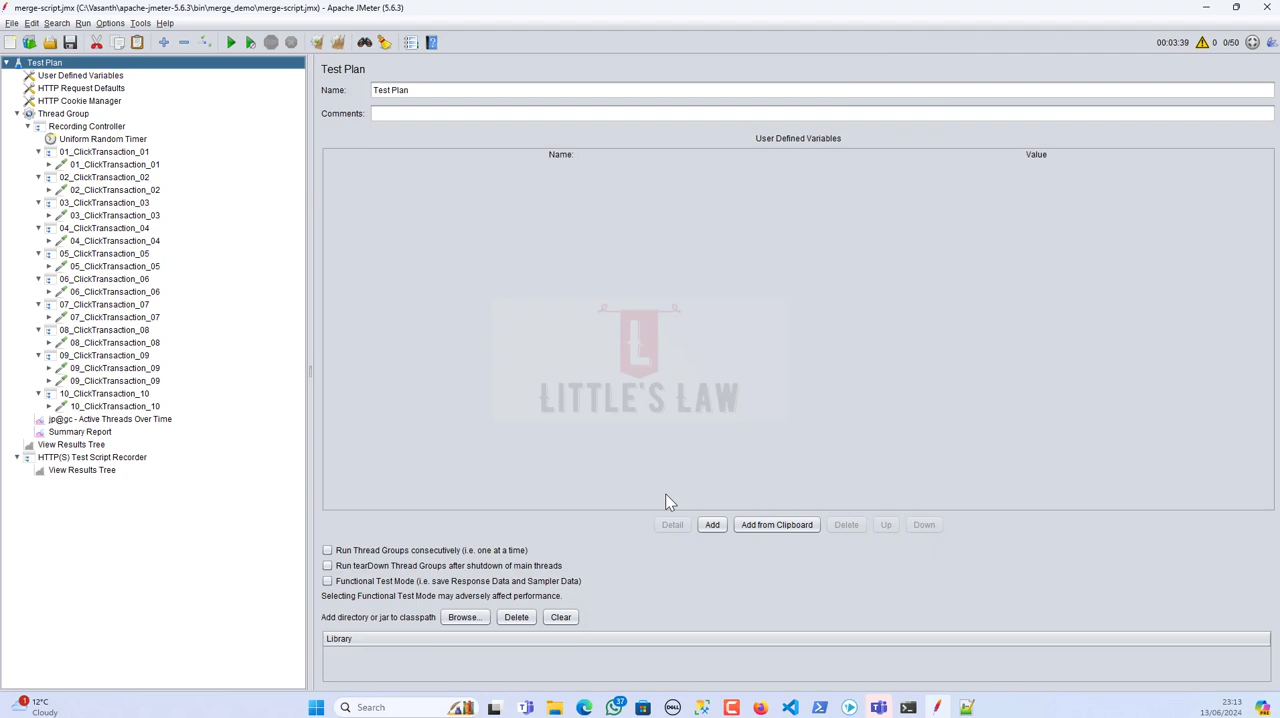 merge-script.jmx (C:\Vasanth\apache-jmeter-5.6.3\bin\merge_demo\merge-script.jmx) - Apache JMeter (5.6.3)
File Edit Search Run Options Tools Help
00:03:39 0 0/50
Test Plan
User Defined Variables
HTTP Request Defaults
HTTP Cookie Manager
Thread Group
Recording Controller
Uniform Random Timer
01_ClickTransaction_01
01_ClickTransaction_01
02_ClickTransaction_02
02_ClickTransaction_02
03_ClickTransaction_03
03_ClickTransaction_03
04_ClickTransaction_04
04_ClickTransaction_04
05_ClickTransaction_05
05_ClickTransaction_05
06_ClickTransaction_06
06_ClickTransaction_06
07_ClickTransaction_07
07_ClickTransaction_07
08_ClickTransaction_08
08_ClickTransaction_08
09_ClickTransaction_09
09_ClickTransaction_09
09_ClickTransaction_09
10_ClickTransaction_10
10_ClickTransaction_10
jp@gc - Active Threads Over Time
Summary Report
View Results Tree
HTTP(S) Test Script Recorder
View Results Tree
Test Plan
Name: Test Plan
Comments:
User Defined Variables
Name: Value
L
LITTLE'S LAW
Detail Add Add from Clipboard Delete Up Down
Run Thread Groups consecutively (i.e. one at a time)
Run tearDown Thread Groups after shutdown of main threads
Functional Test Mode (i.e. save Response Data and Sampler Data)
Selecting Functional Test Mode may adversely affect performance.
Add directory or jar to classpath Browse... Delete Clear
Library
1
12°C
Cloudy
Search
37
DELL
23:13
13/06/2024